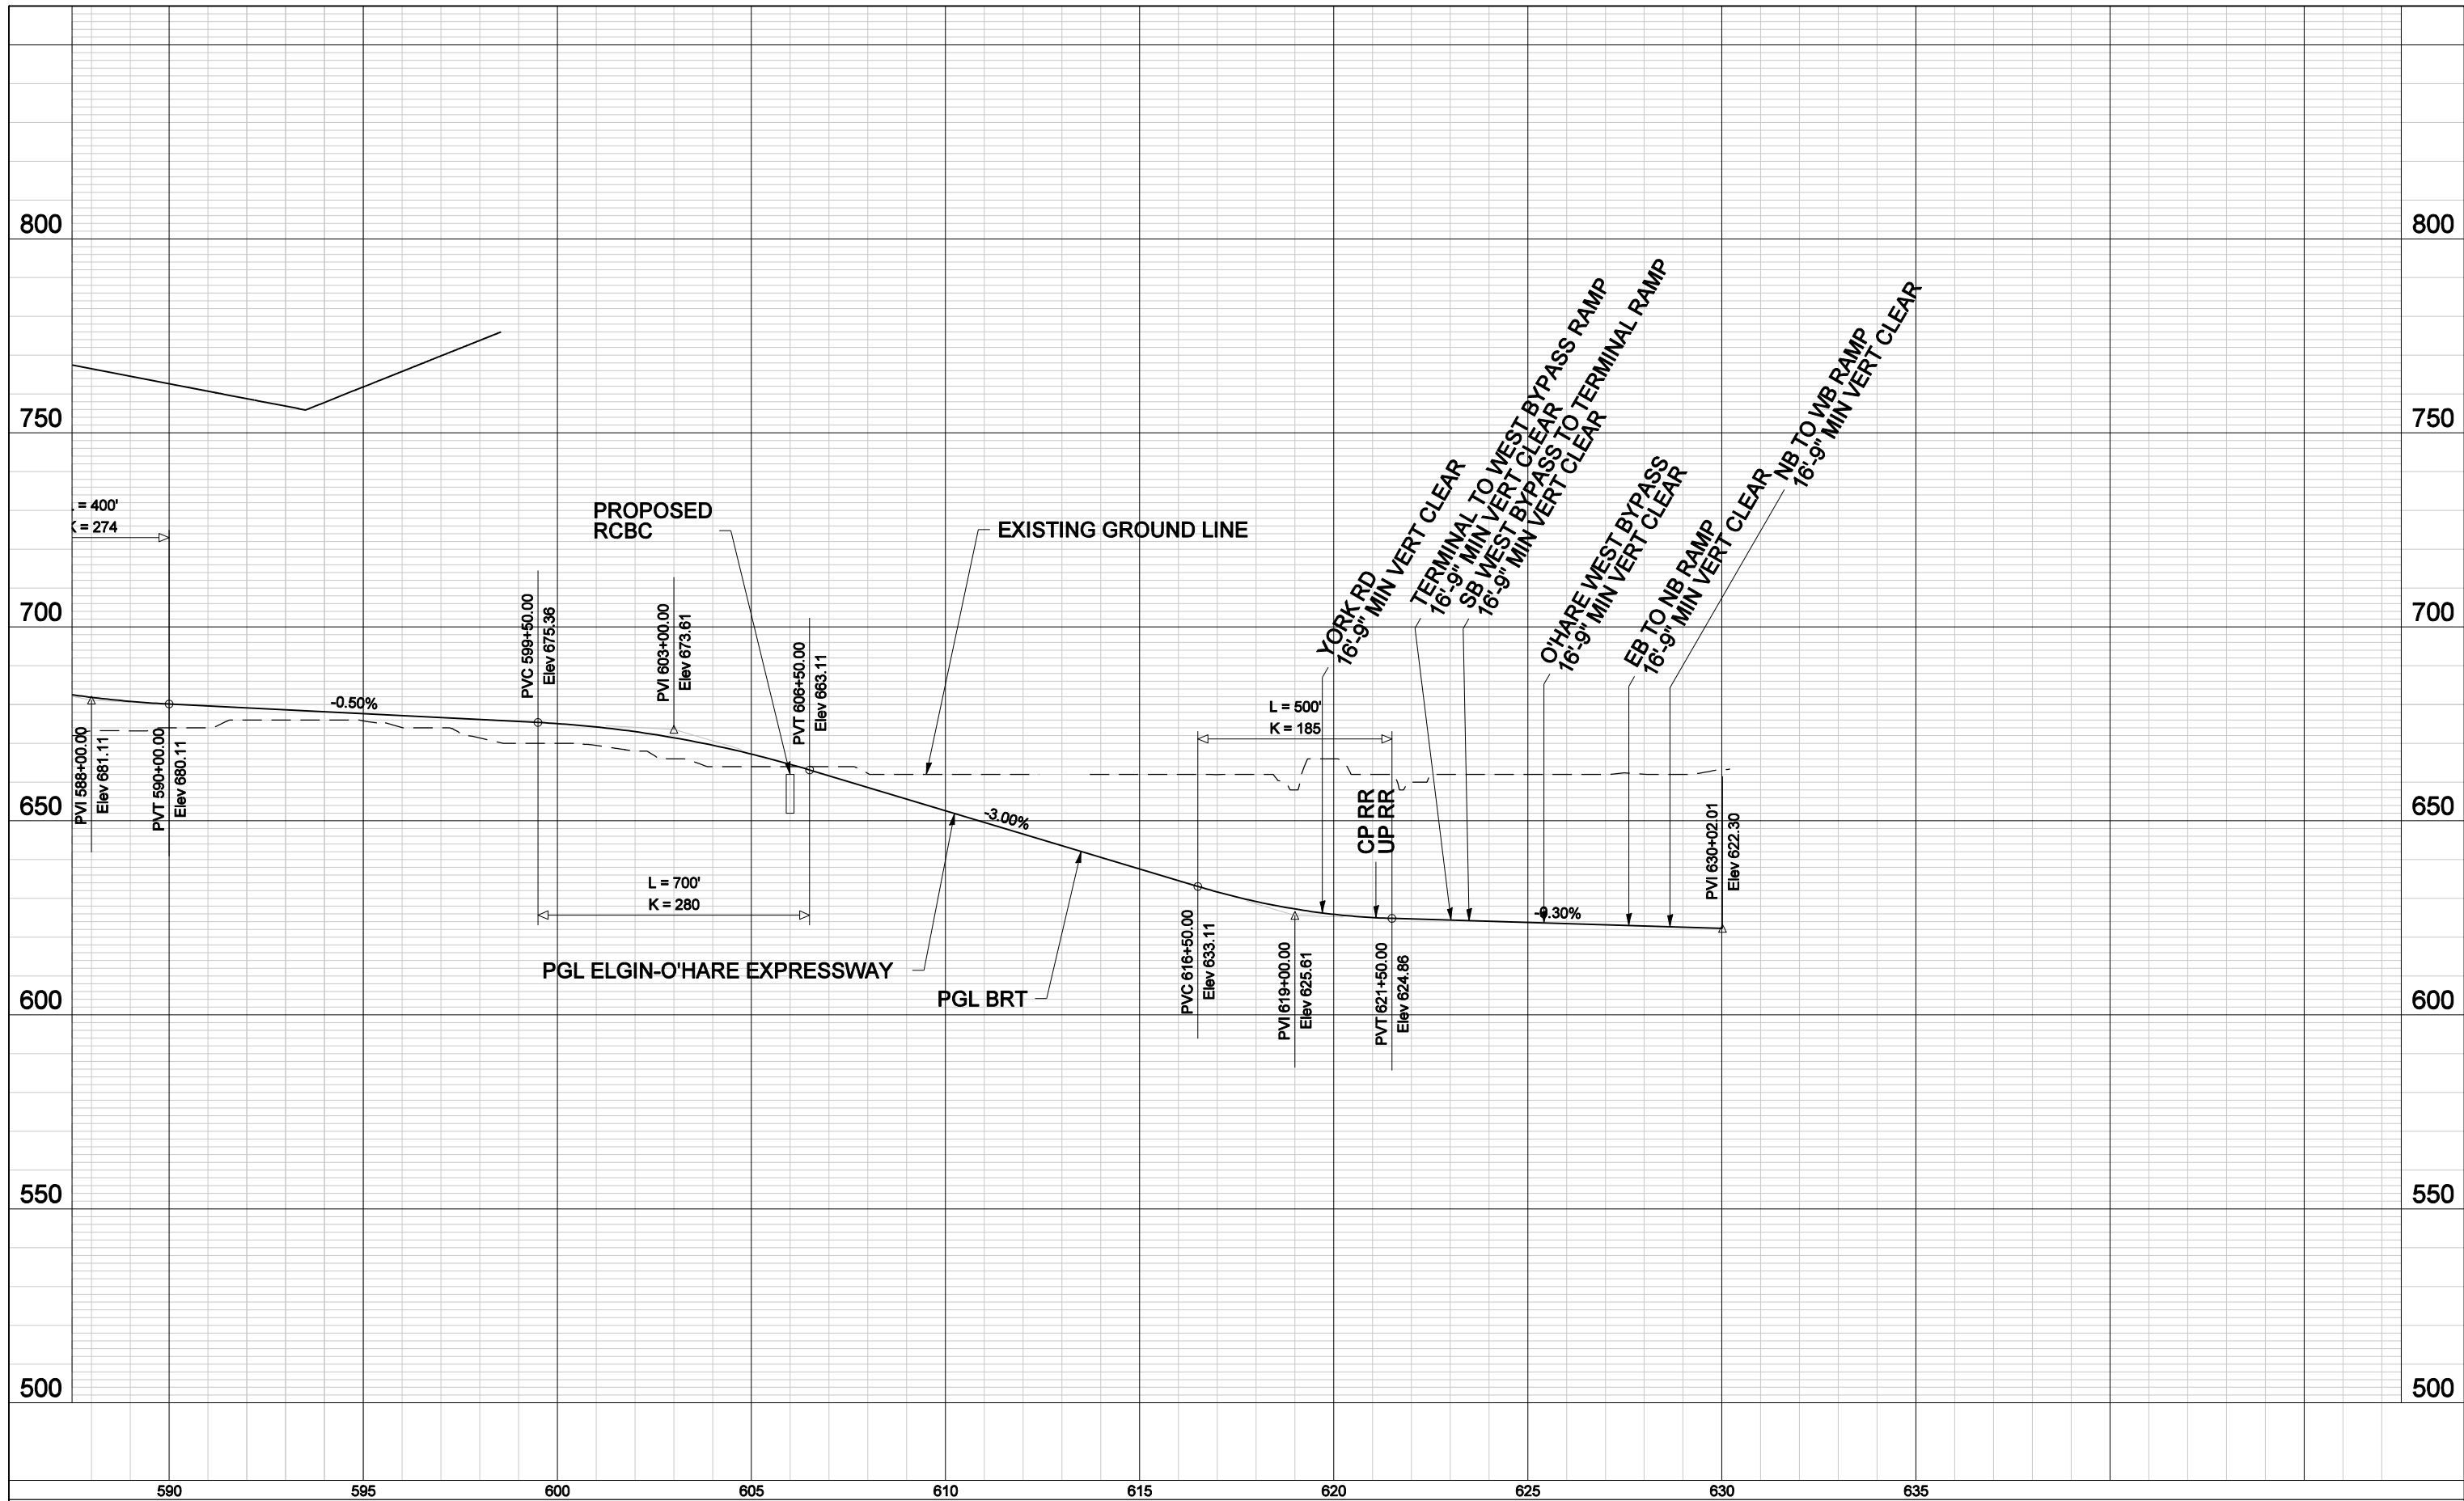 800
800
750
750
700
700
650
650
600
600
550
550
500
500
= 400'
K = 274
PVI 588+00.00
Elev 681.11
PVT 590+00.00
Elev 680.11
-0.50%
PVC 599+50.00
Elev 675.36
PVI 603+00.00
Elev 673.61
PROPOSED
RCBC
PVT 606+50.00
Elev 663.11
L = 700'
K = 280
EXISTING GROUND LINE
-3.00%
PGL ELGIN-O'HARE EXPRESSWAY
PGL BRT
PVC 616+50.00
Elev 633.11
L = 500'
K = 185
PVI 619+00.00
Elev 625.61
PVT 621+50.00
Elev 624.86
YORK RD
16'-9" MIN VERT CLEAR
CP RR
UP RR
TERMINAL TO WEST BYPASS RAMP
16'-9" MIN VERT CLEAR
SB WEST BYPASS TO TERMINAL RAMP
16'-9" MIN VERT CLEAR
O'HARE WEST BYPASS
16'-9" MIN VERT CLEAR
-0.30%
EB TO NB RAMP
16'-9" MIN VERT CLEAR
NB TO WB RAMP
16'-9" MIN VERT CLEAR
PVI 630+02.01
Elev 622.30
590
595
600
605
610
615
620
625
630
635